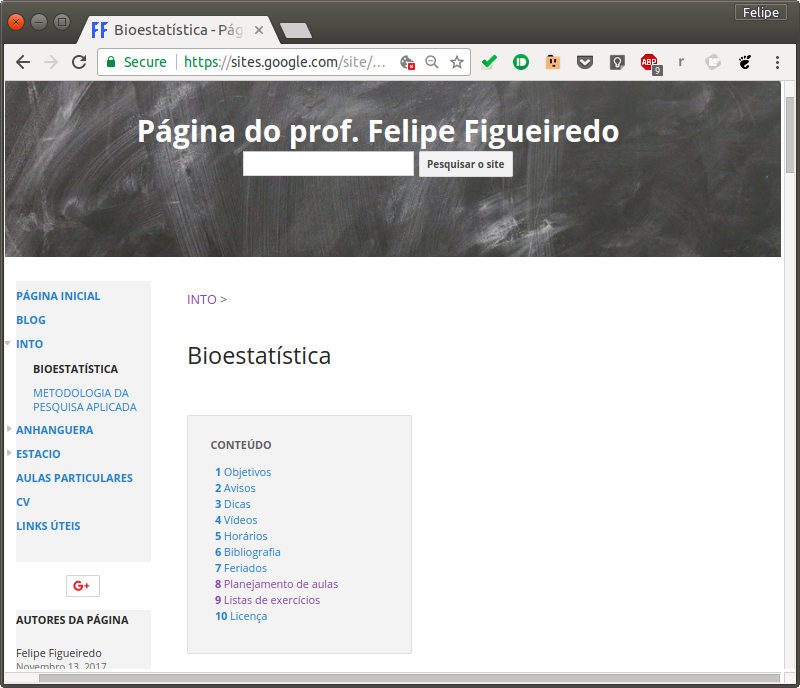 Felipe
FF Bioestatística - Pág
Secure https://sites.google.com/site/...
ABP
9
r
Página do prof. Felipe Figueiredo
Pesquisar o site
PÁGINA INICIAL
BLOG
INTO
BIOESTATÍSTICA
METODOLOGIA DA
PESQUISA APLICADA
ANHANGUERA
ESTACIO
AULAS PARTICULARES
CV
LINKS ÚTEIS
G+
AUTORES DA PÁGINA
Felipe Figueiredo
Novembro 13, 2017
INTO >
Bioestatística
CONTEÚDO
1 Objetivos
2 Avisos
3 Dicas
4 Vídeos
5 Horários
6 Bibliografia
7 Feriados
8 Planejamento de aulas
9 Listas de exercícios
10 Licença